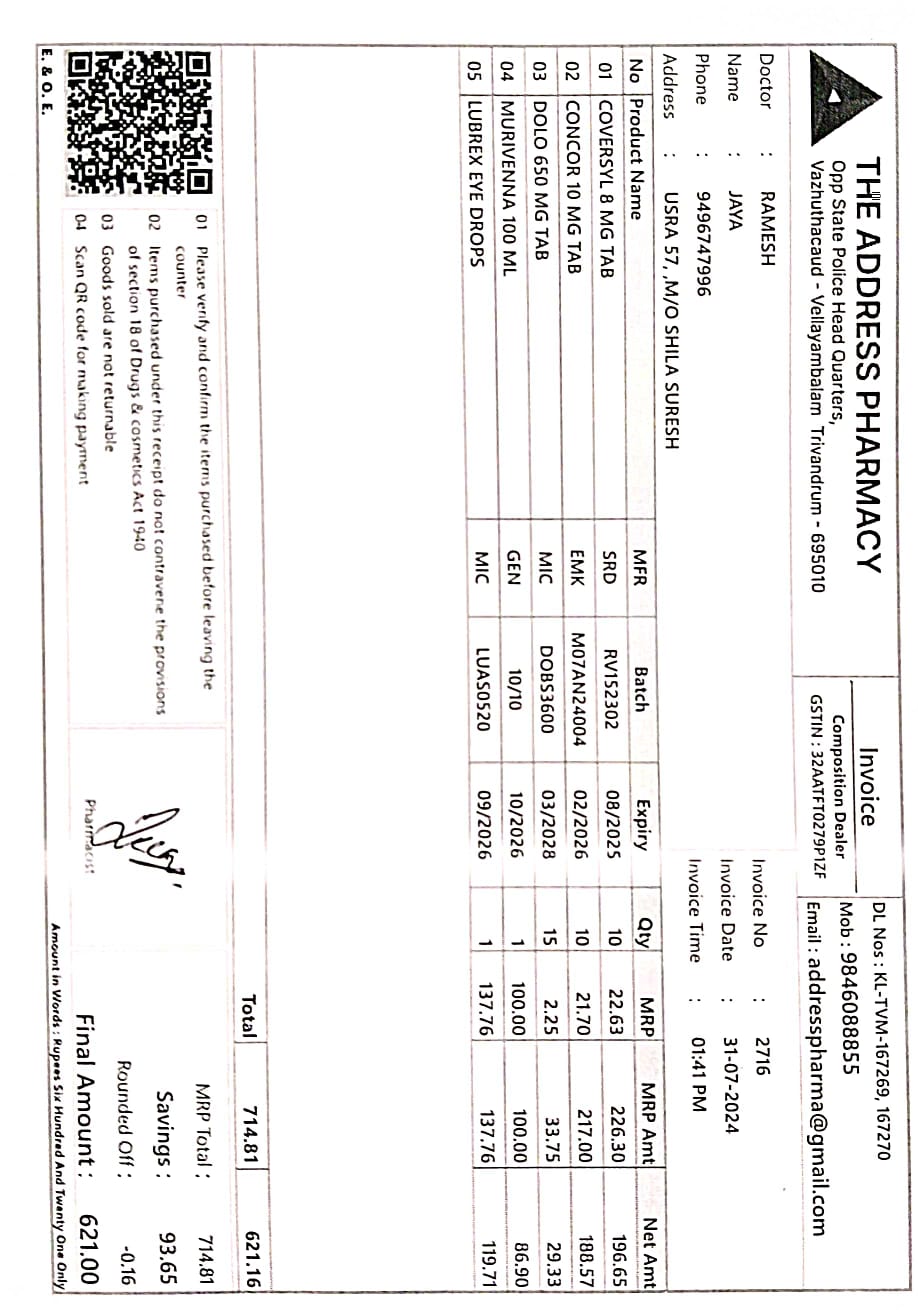 THE ADDRESS PHARMACY
Opp State Police Head Quarters,
Vazhuthacaud - Vellayambalam Trivandrum - 695010
Invoice
Composition Dealer
GSTIN : 32AATFT0279P1ZF
DL Nos : KL-TVM-167269, 167270
Mob : 9846088855
Email : addresspharma@gmail.com
Doctor : RAMESH
Name : JAYA
Phone : 9496747996
Address : USRA 57, ,M/O SHILA SURESH
Invoice No : 2716
Invoice Date : 31-07-2024
Invoice Time : 01:41 PM
No Product Name MFR Batch Expiry Qty MRP MRP Amt Net Amt
01 COVERSYL 8 MG TAB SRD RV152302 08/2025 10 22.63 226.30 196.65
02 CONCOR 10 MG TAB EMK M07AN24004 02/2026 10 21.70 217.00 188.57
03 DOLO 650 MG TAB MIC DOBS3600 03/2028 15 2.25 33.75 29.33
04 MURIVENNA 100 ML GEN 10/10 10/2026 1 100.00 100.00 86.90
05 LUBREX EYE DROPS MIC LUAS0520 09/2026 1 137.76 137.76 119.71
Total 714.81 621.16
01 Please verify and confirm the items purchased before leaving the
counter
02 Items purchased under this receipt do not contravene the provisions
of section 18 of Drugs & cosmetics Act 1940
03 Goods sold are not returnable
04 Scan QR code for making payment
Pharmacist
MRP Total : 714.81
Savings : 93.65
Rounded Off : -0.16
Final Amount : 621.00
E. & O. E.
Amount in Words : Rupees Six Hundred And Twenty One Only